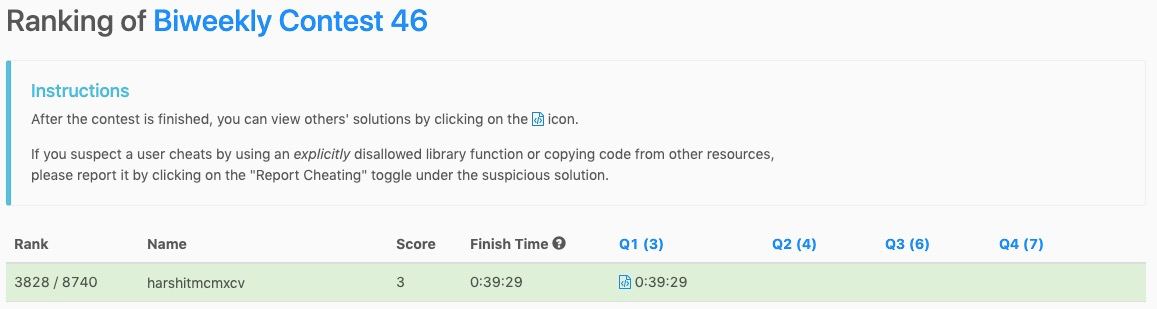 Ranking of Biweekly Contest 46
Instructions
After the contest is finished, you can view others' solutions by clicking on the icon.
If you suspect a user cheats by using an explicitly disallowed library function or copying code from other resources,
please report it by clicking on the "Report Cheating" toggle under the suspicious solution.
Rank Name Score Finish Time Q1 (3) Q2 (4) Q3 (6) Q4 (7)
3828 / 8740 harshitmcmxcv 3 0:39:29 0:39:29